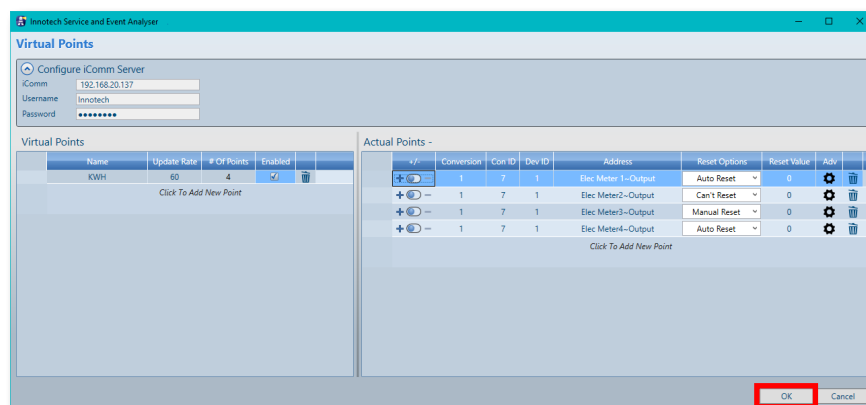 Innotech Service and Event Analyser
Virtual Points
Configure iComm Server
iComm 192.168.20.137
Username Innotech
Password ●●●●●●●●
Virtual Points
Name Update Rate # Of Points Enabled
KWH 60 4
Click To Add New Point
Actual Points -
+/- Conversion Con ID Dev ID Address Reset Options Reset Value Adv
1 7 1 Elec Meter 1~Output Auto Reset 0
1 7 1 Elec Meter2~Output Can't Reset 0
1 7 1 Elec Meter3~Output Manual Reset 0
1 7 1 Elec Meter4~Output Auto Reset 0
Click To Add New Point
OK Cancel